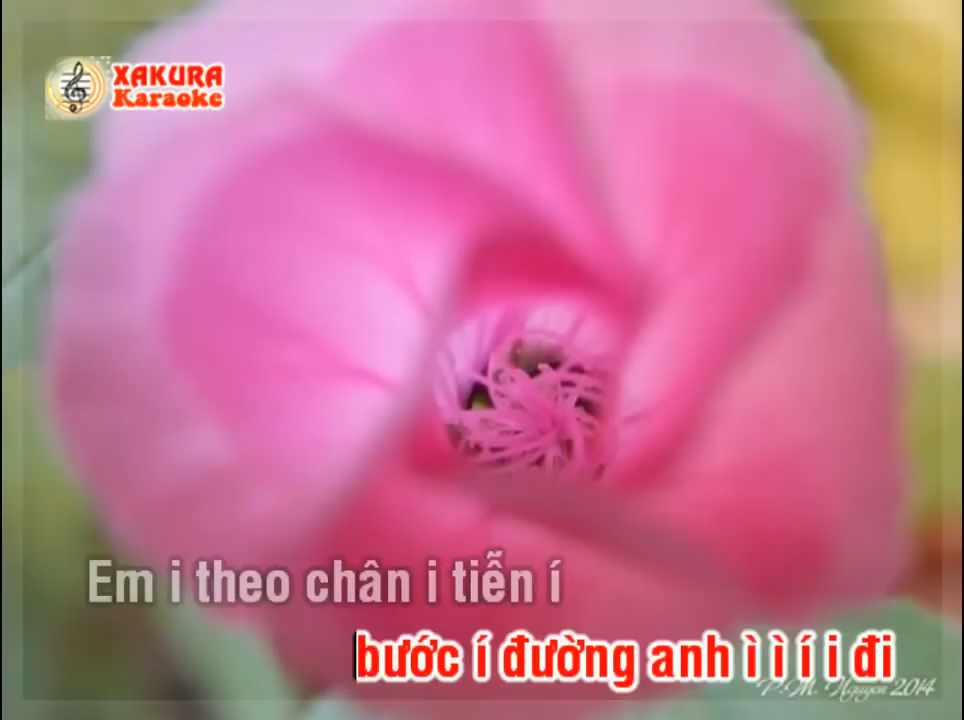 XAKURA
Karaoke
Em i theo chân i tiễn í
bước í đường anh ì ì í i đi
P.M. Nguyen 2014